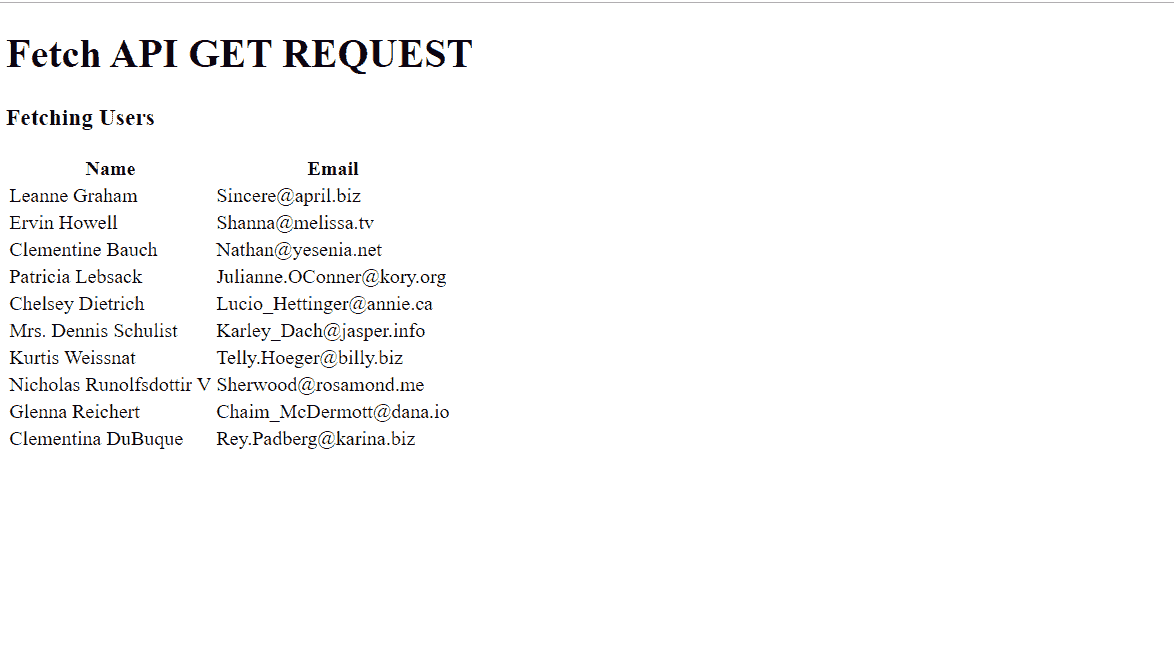 Fetch API GET REQUEST
Fetching Users
Name Email
Leanne Graham Sincere@april.biz
Ervin Howell Shanna@melissa.tv
Clementine Bauch Nathan@yesenia.net
Patricia Lebsack Julianne.OConner@kory.org
Chelsey Dietrich Lucio_Hettinger@annie.ca
Mrs. Dennis Schulist Karley_Dach@jasper.info
Kurtis Weissnat Telly.Hoeger@billy.biz
Nicholas Runolfsdottir V Sherwood@rosamond.me
Glenna Reichert Chaim_McDermott@dana.io
Clementina DuBuque Rey.Padberg@karina.biz